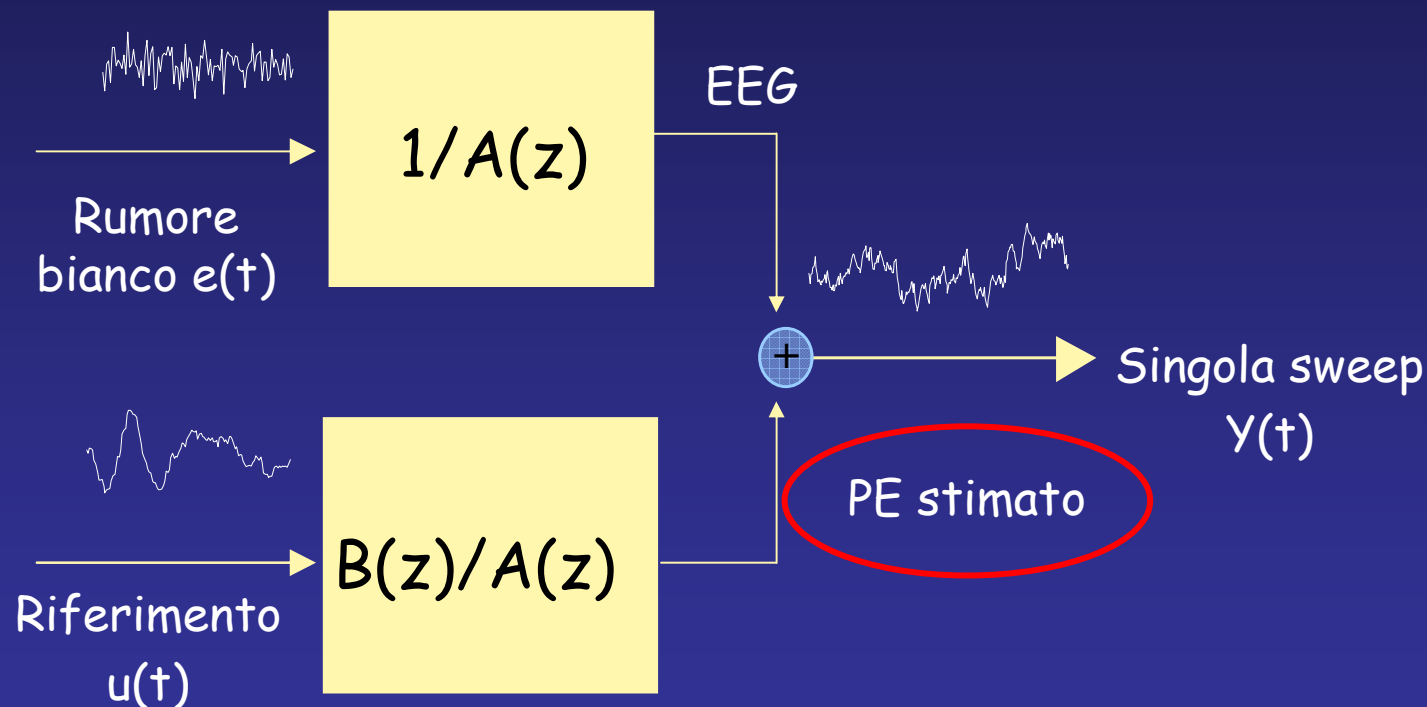 EEG
1/A(z)
Rumore
bianco e(t)
+
Singola sweep
Y(t)
PE stimato
B(z)/A(z)
Riferimento
u(t)